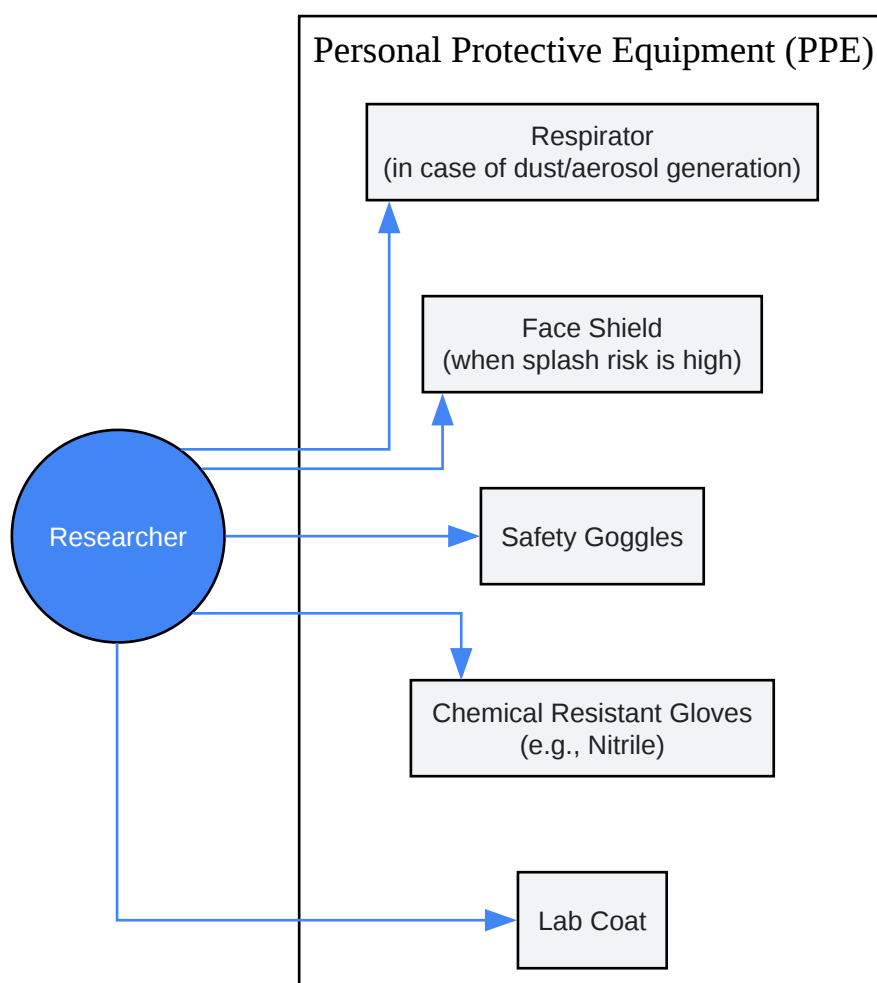 Personal Protective Equipment (PPE)
Respirator
(in case of dust/aerosol generation)
Face Shield
(when splash risk is high)
Researcher
Safety Goggles
Chemical Resistant Gloves
(e.g., Nitrile)
Lab Coat